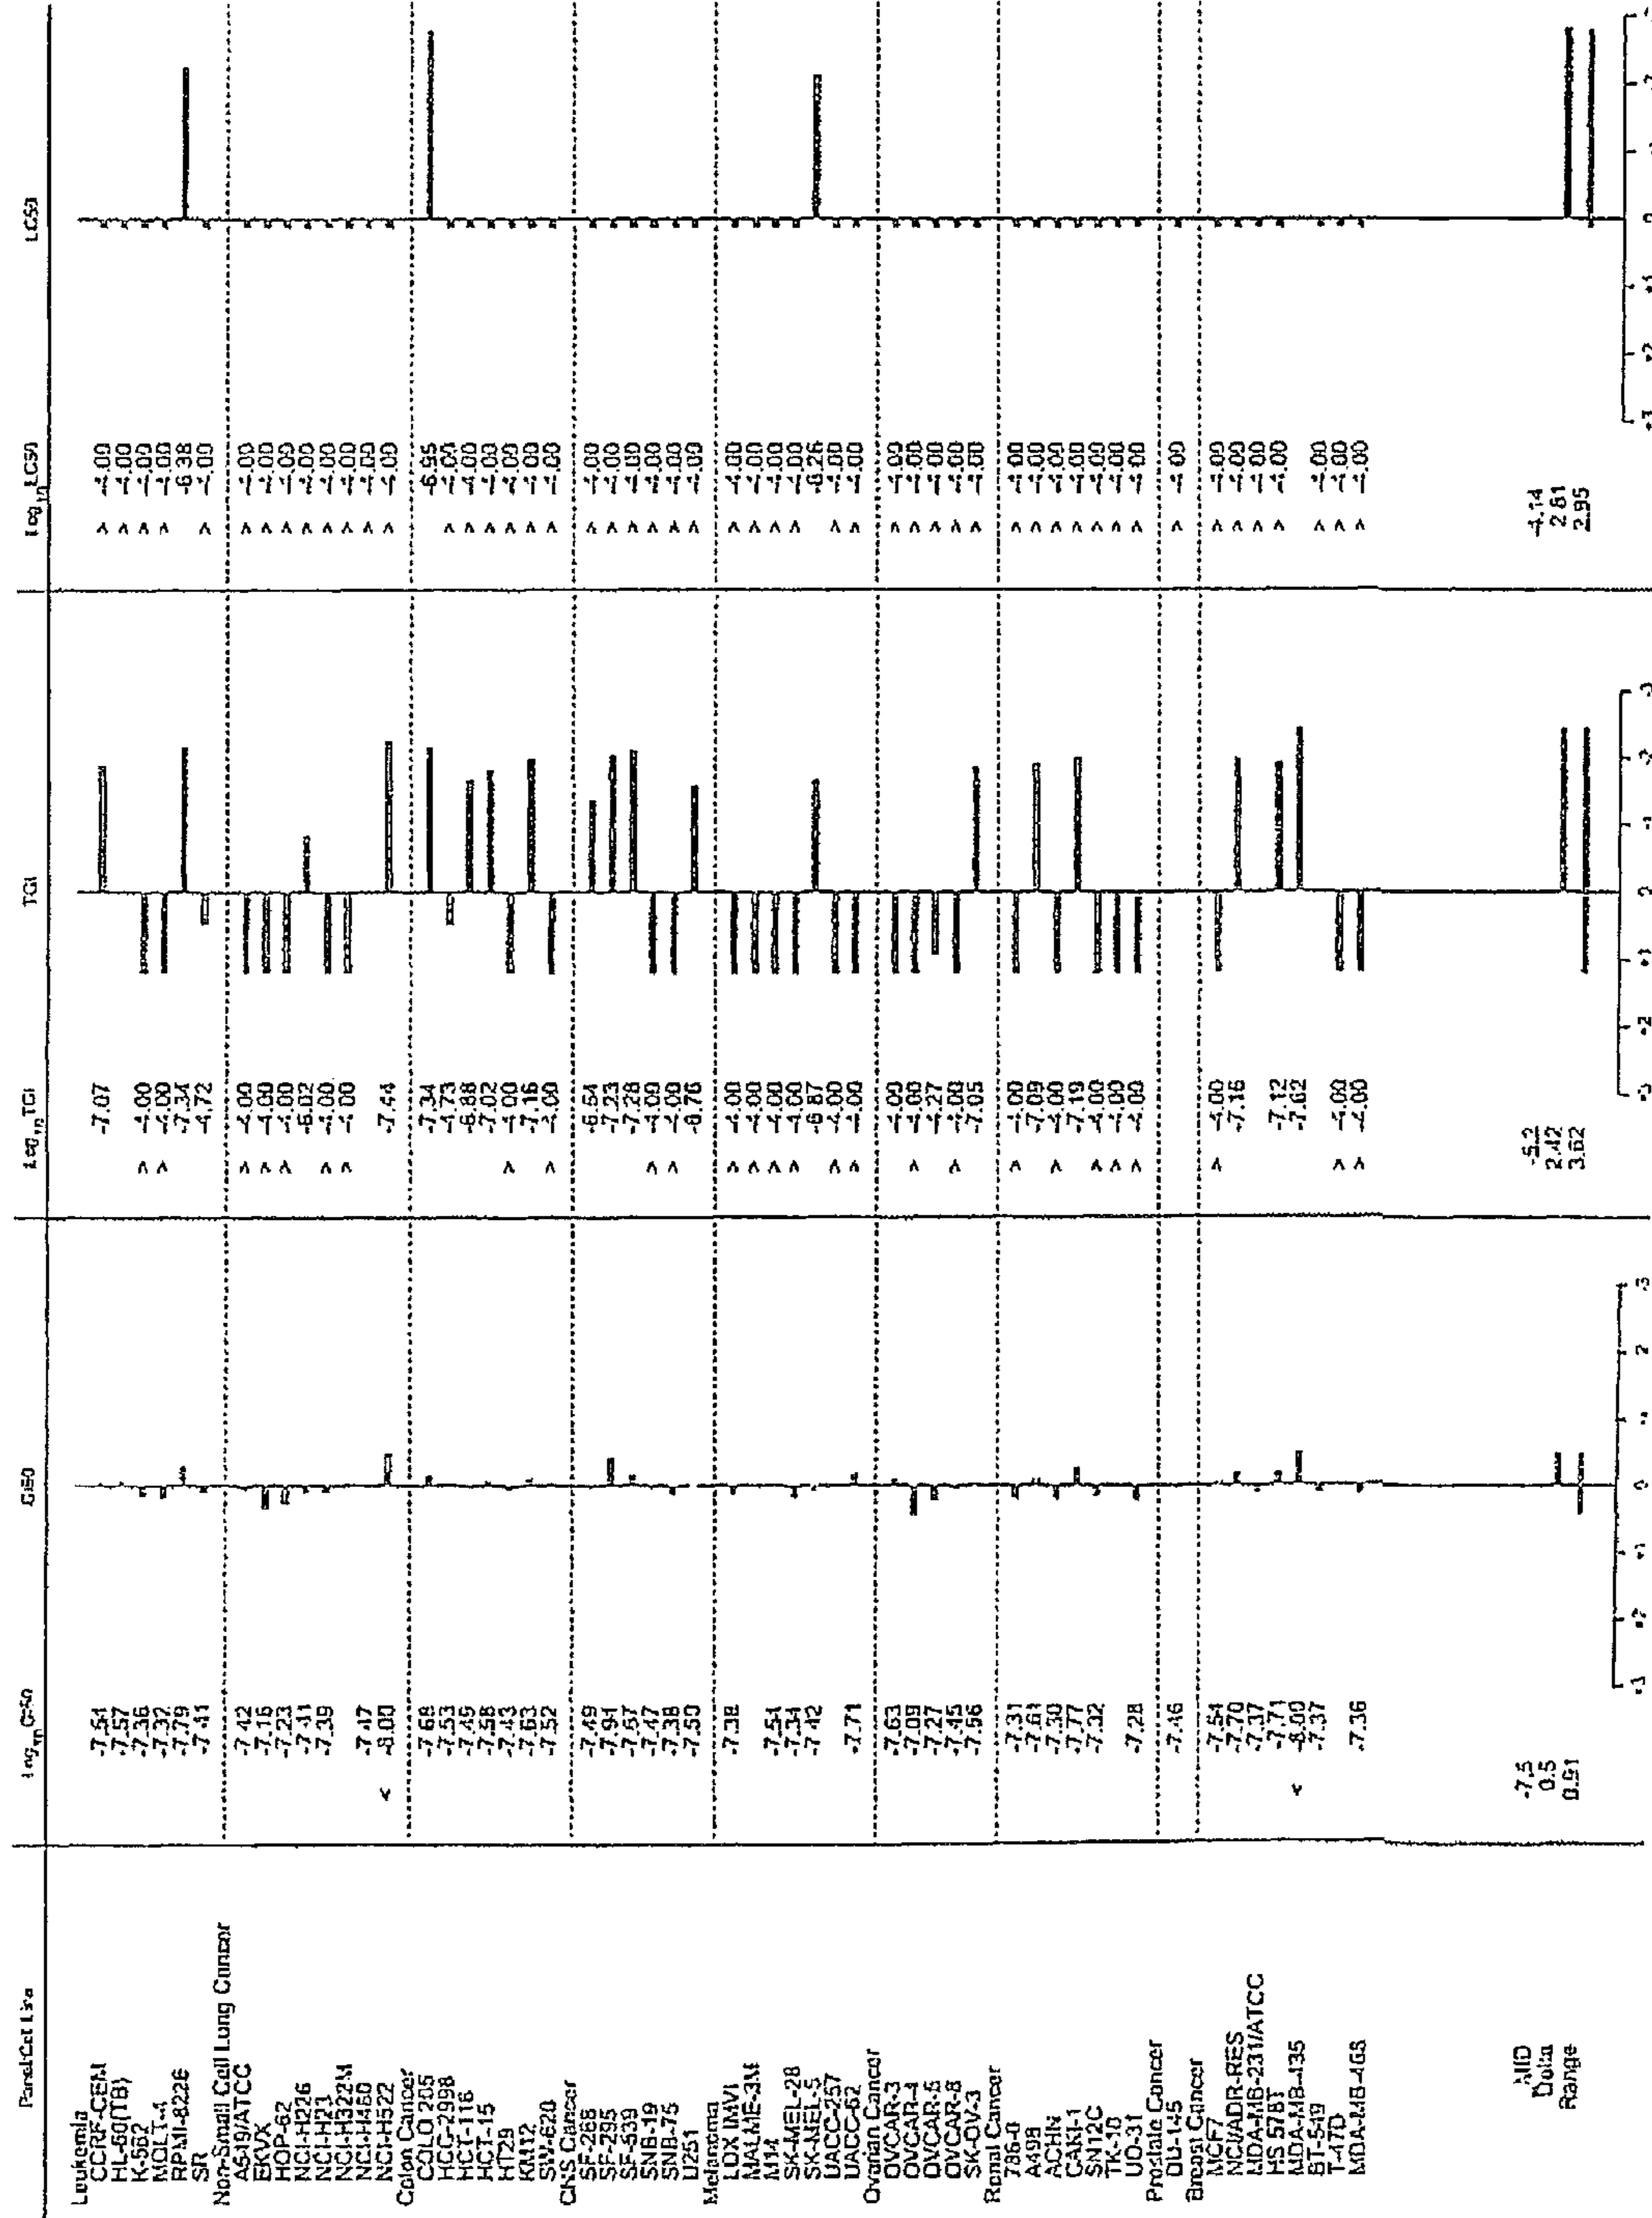 Panel/Cell Line Log10 GI50 GI50 Log10 TGI TGI Log10 LC50 LC50
Leukemia
CCRF-CEM -7.54 -7.07 > -4.00
HL-60(TB) -7.57 > -4.00
K-562 -7.36 > -4.00 > -4.00
MOLT-4 -7.32 > -4.00 > -4.00
RPMI-8226 -7.79 -7.34 -6.38
SR -7.41 -4.72 > -4.00
Non-Small Cell Lung Cancer
A549/ATCC -7.42 > -4.00 > -4.00
EKVX -7.16 > -4.00 > -4.00
HOP-62 -7.23 > -4.00 > -4.00
NCI-H226 -7.41 -6.02 > -4.00
NCI-H23 -7.39 > -4.00 > -4.00
NCI-H322M > -4.00 > -4.00
NCI-H460 -7.47 > -4.00
NCI-H522 < -8.00 -7.44 > -4.00
Colon Cancer
COLO 205 -7.68 -7.34 -6.95
HCC-2998 -7.53 -4.73 > -4.00
HCT-116 -7.49 -6.88 > -4.00
HCT-15 -7.58 -7.02 > -4.00
HT29 -7.43 > -4.00 > -4.00
KM12 -7.63 -7.16 > -4.00
SW-620 -7.52 > -4.00 > -4.00
CNS Cancer
SF-268 -7.49 -6.54 > -4.00
SF-295 -7.91 -7.23 > -4.00
SF-539 -7.67 -7.28 > -4.00
SNB-19 -7.47 > -4.00 > -4.00
SNB-75 -7.38 > -4.00 > -4.00
U251 -7.50 -6.76 > -4.00
Melanoma
LOX IMVI -7.38 > -4.00 > -4.00
MALME-3M > -4.00 > -4.00
M14 -7.54 > -4.00 > -4.00
SK-MEL-28 -7.34 > -4.00 > -4.00
SK-MEL-5 -7.42 -6.87 -6.26
UACC-257 > -4.00 > -4.00
UACC-62 -7.71 > -4.00 > -4.00
Ovarian Cancer
OVCAR-3 -7.63 -4.00 > -4.00
OVCAR-4 -7.09 > -4.00 > -4.00
OVCAR-5 -7.27 -4.27 > -4.00
OVCAR-8 -7.45 > -4.00 > -4.00
SK-OV-3 -7.56 -7.05 > -4.00
Renal Cancer
786-0 -7.31 > -4.00 > -4.00
A498 -7.61 -7.09 > -4.00
ACHN -7.30 > -4.00 > -4.00
CAKI-1 -7.77 -7.19 > -4.00
SN12C -7.32 > -4.00 > -4.00
TK-10 > -4.00 > -4.00
UO-31 -7.28 > -4.00 > -4.00
Prostate Cancer
DU-145 -7.46 > -4.00
Breast Cancer
MCF7 -7.54 > -4.00 > -4.00
NCI/ADR-RES -7.70 -7.16 > -4.00
MDA-MB-231/ATCC -7.37 > -4.00
HS 578T -7.71 -7.12 > -4.00
MDA-MB-435 < -8.00 -7.62
BT-549 -7.37 > -4.00
T-47D > -4.00 > -4.00
MDA-MB-468 -7.36 > -4.00 > -4.00
MID -7.5 -5.2 -4.14
Delta 0.5 2.42 2.81
Range 0.91 3.62 2.95
+3 +2 +1 0 -1 -2 -3 +3 +2 +1 0 -1 -2 -3 +3 +2 +1 0 -1 -2